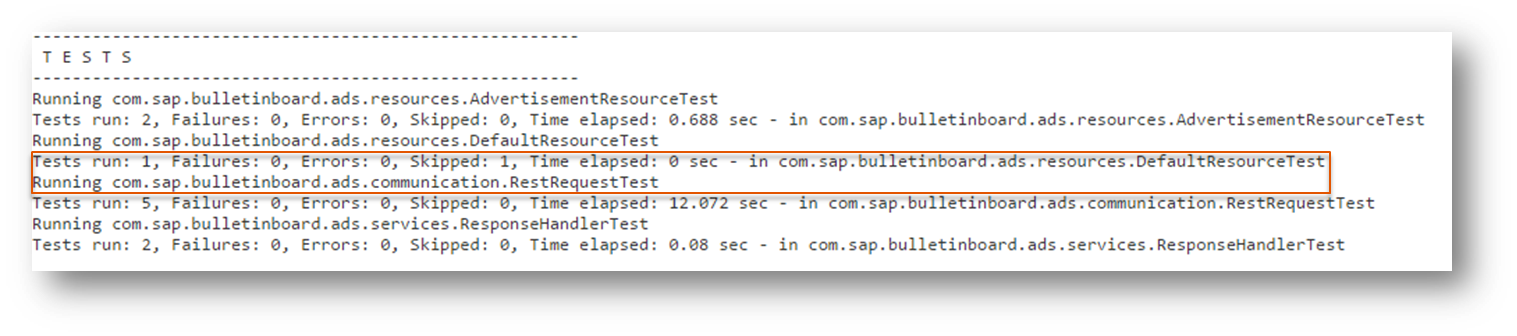 -------------------------------------------------------
T E S T S
-------------------------------------------------------
Running com.sap.bulletinboard.ads.resources.AdvertisementResourceTest
Tests run: 2, Failures: 0, Errors: 0, Skipped: 0, Time elapsed: 0.688 sec - in com.sap.bulletinboard.ads.resources.AdvertisementResourceTest
Running com.sap.bulletinboard.ads.resources.DefaultResourceTest
Tests run: 1, Failures: 0, Errors: 0, Skipped: 1, Time elapsed: 0 sec - in com.sap.bulletinboard.ads.resources.DefaultResourceTest
Running com.sap.bulletinboard.ads.communication.RestRequestTest
Tests run: 5, Failures: 0, Errors: 0, Skipped: 0, Time elapsed: 12.072 sec - in com.sap.bulletinboard.ads.communication.RestRequestTest
Running com.sap.bulletinboard.ads.services.ResponseHandlerTest
Tests run: 2, Failures: 0, Errors: 0, Skipped: 0, Time elapsed: 0.08 sec - in com.sap.bulletinboard.ads.services.ResponseHandlerTest